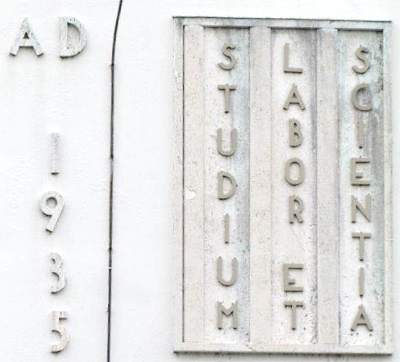 AD
1935
STUDIUM
LABOR ET
SCIENTIA